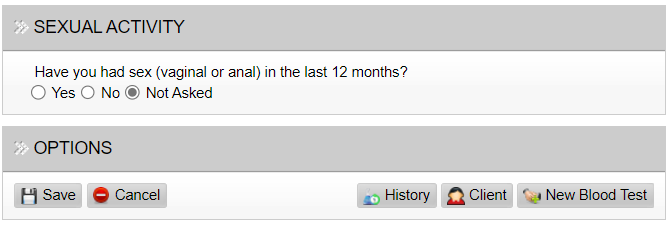 SEXUAL ACTIVITY
Have you had sex (vaginal or anal) in the last 12 months?
Yes No Not Asked
OPTIONS
Save Cancel History Client New Blood Test